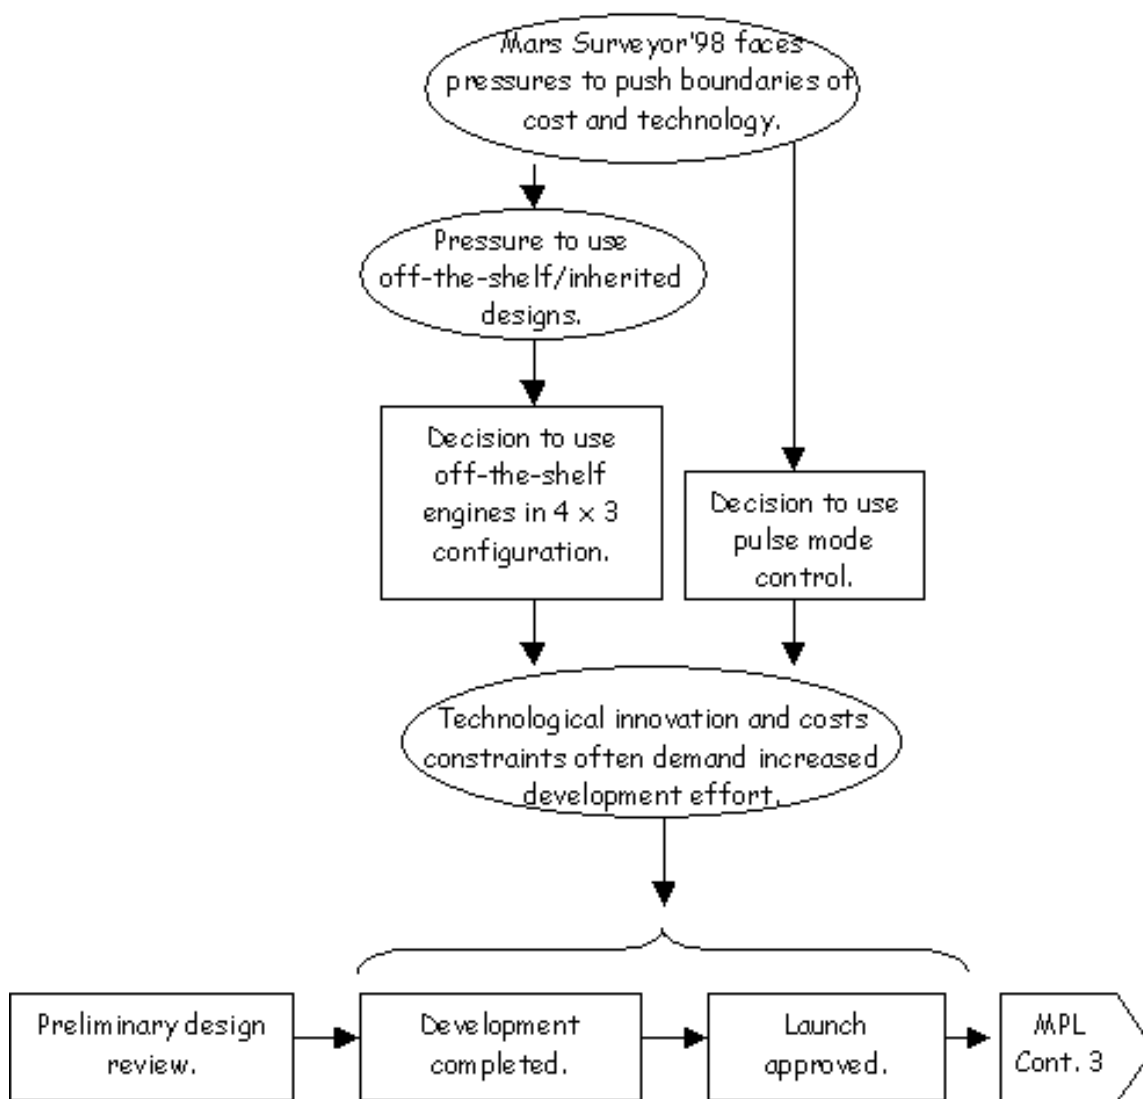 Mars Surveyor'98 faces
pressures to push boundaries of
cost and technology.
Pressure to use
off-the-shelf/inherited
designs.
Decision to use
off-the-shelf
engines in 4 x 3
configuration.
Decision to use
pulse mode
control.
Technological innovation and costs
constraints often demand increased
development effort.
Preliminary design
review.
Development
completed.
Launch
approved.
MPL
Cont. 3